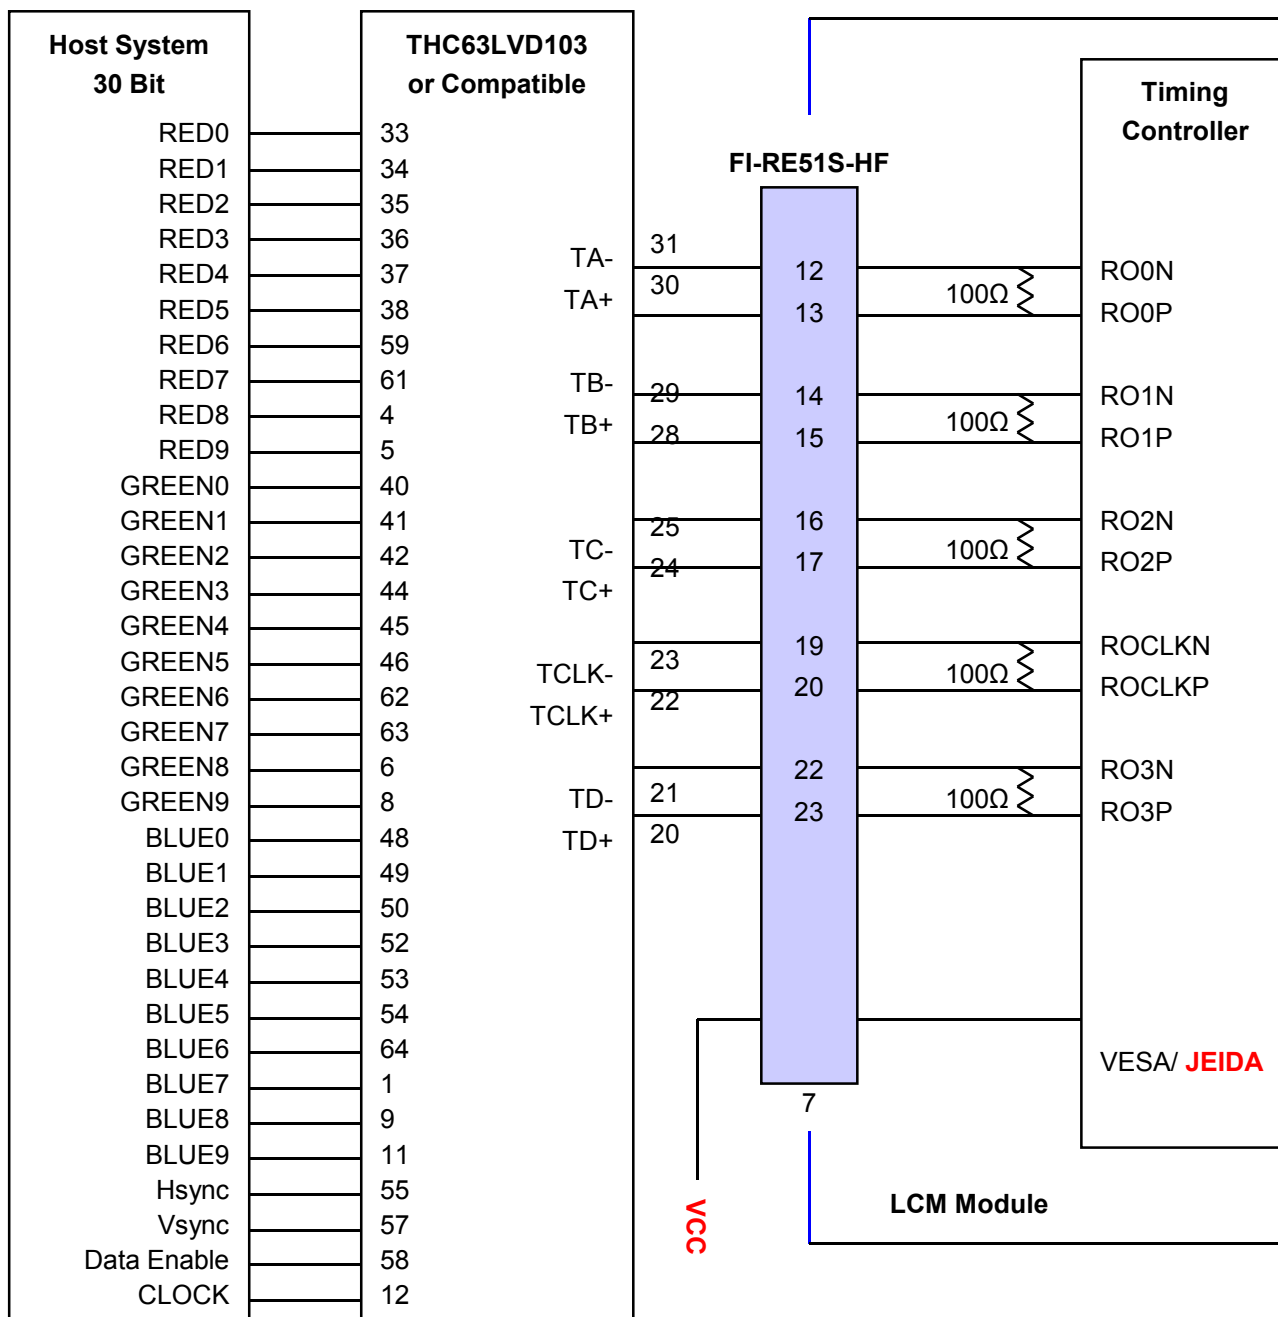 Host System
30 Bit
THC63LVD103
or Compatible
Timing
Controller
FI-RE51S-HF
RED0 33
RED1 34
RED2 35
RED3 36
RED4 37
RED5 38
RED6 59
RED7 61
RED8 4
RED9 5
GREEN0 40
GREEN1 41
GREEN2 42
GREEN3 44
GREEN4 45
GREEN5 46
GREEN6 62
GREEN7 63
GREEN8 6
GREEN9 8
BLUE0 48
BLUE1 49
BLUE2 50
BLUE3 52
BLUE4 53
BLUE5 54
BLUE6 64
BLUE7 1
BLUE8 9
BLUE9 11
Hsync 55
Vsync 57
Data Enable 58
CLOCK 12
TA- 31
TA+ 30
TB- 29
TB+ 28
TC- 25
TC+ 24
TCLK- 23
TCLK+ 22
TD- 21
TD+ 20
12 RO0N
100Ω
13 RO0P
14 RO1N
100Ω
15 RO1P
16 RO2N
100Ω
17 RO2P
19 ROCLKN
100Ω
20 ROCLKP
22 RO3N
100Ω
23 RO3P
VESA/ JEIDA
7
VCC
LCM Module